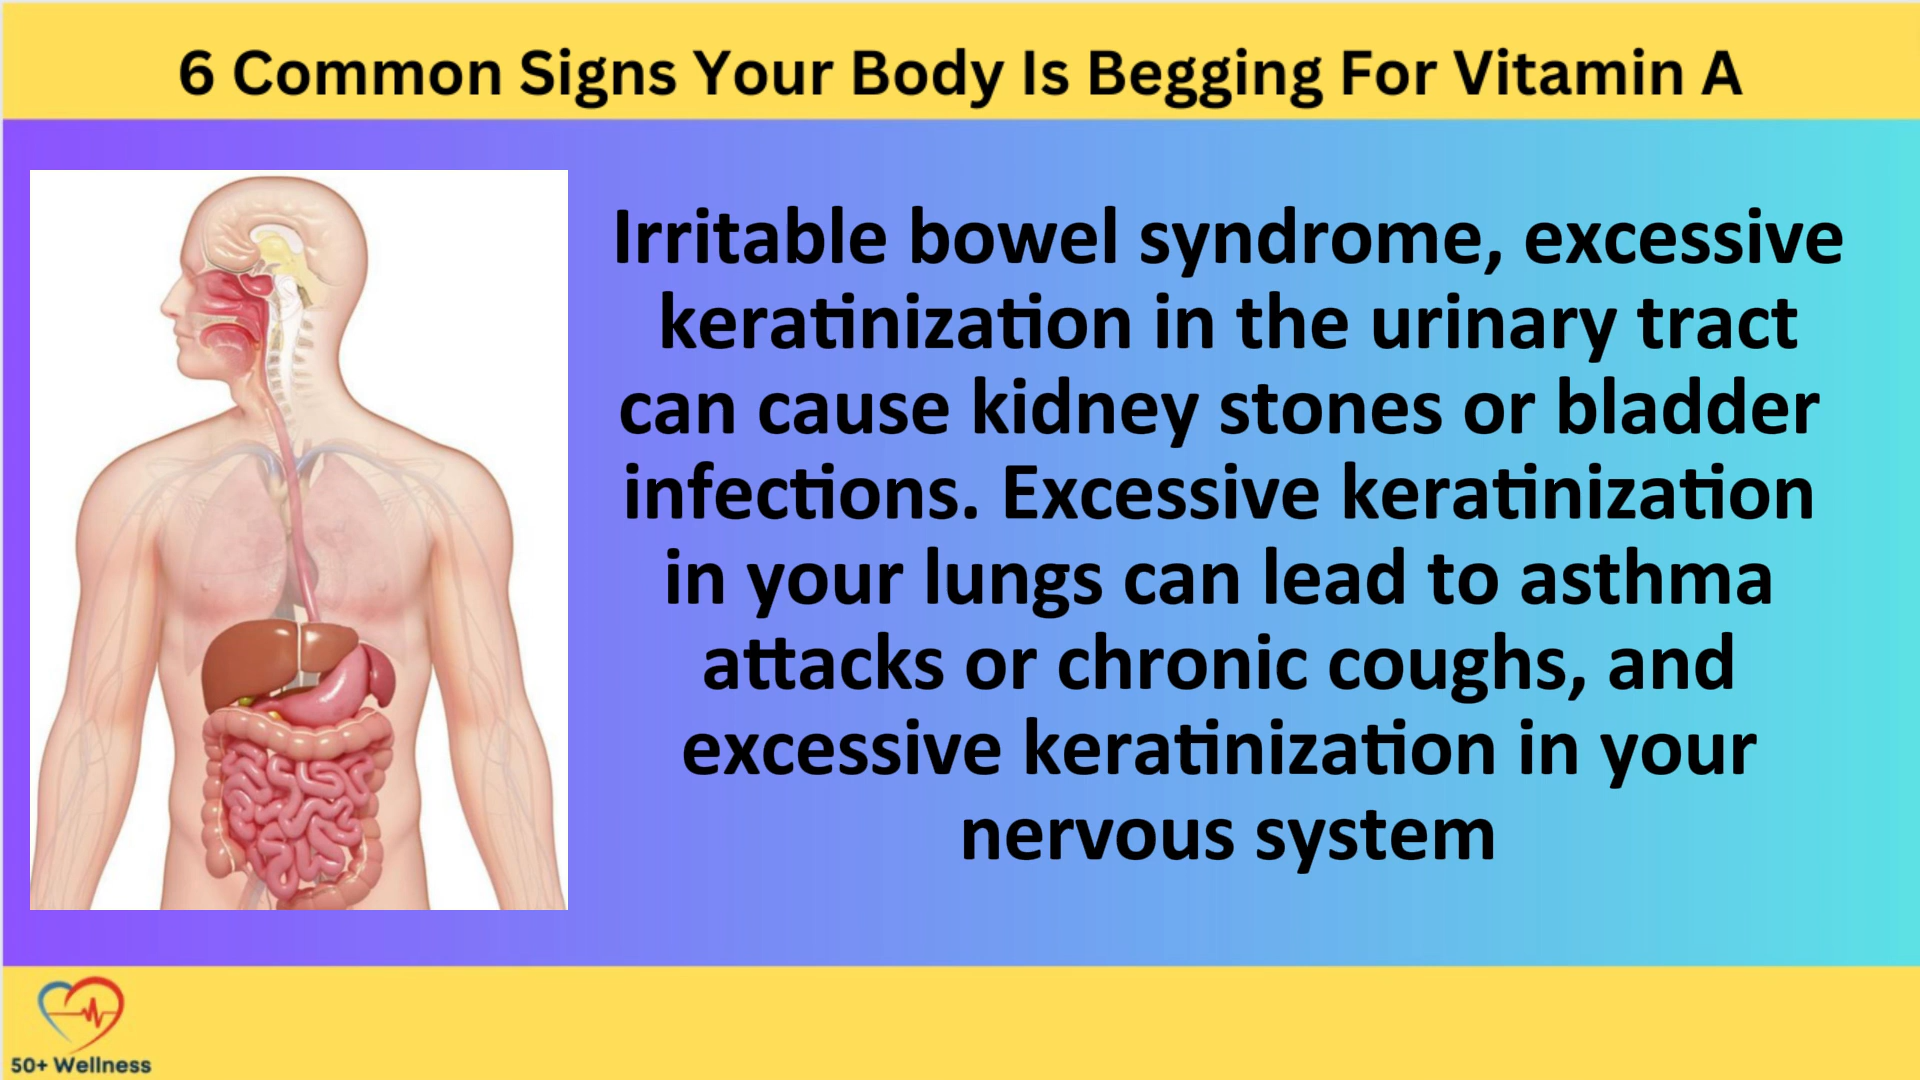 6 Common Signs Your Body Is Begging For Vitamin A
Irritable bowel syndrome, excessive
keratinization in the urinary tract
can cause kidney stones or bladder
infections. Excessive keratinization
in your lungs can lead to asthma
attacks or chronic coughs, and
excessive keratinization in your
nervous system
50+ Wellness